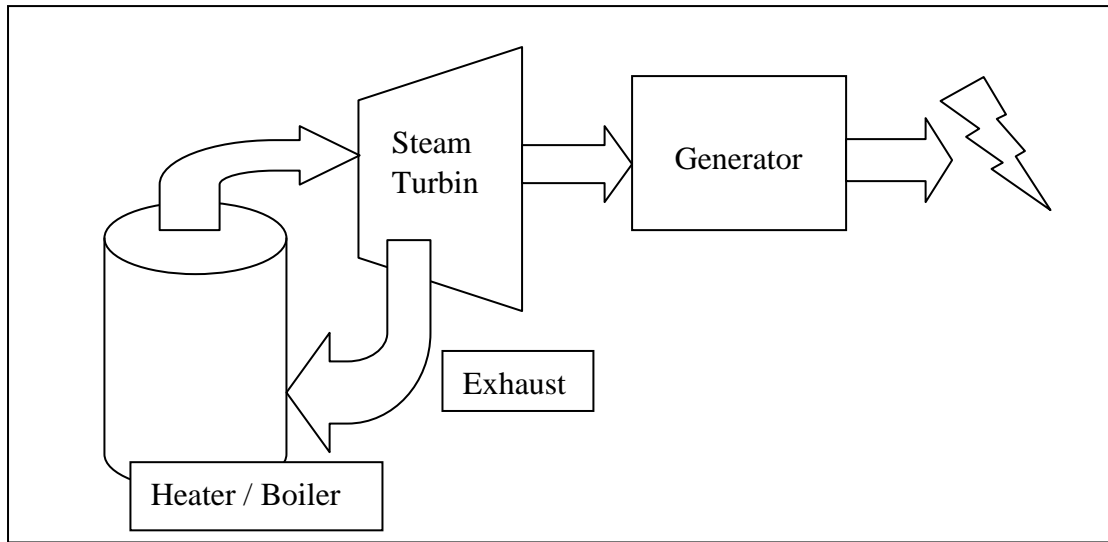 Steam
Turbin
Generator
Exhaust
Heater / Boiler